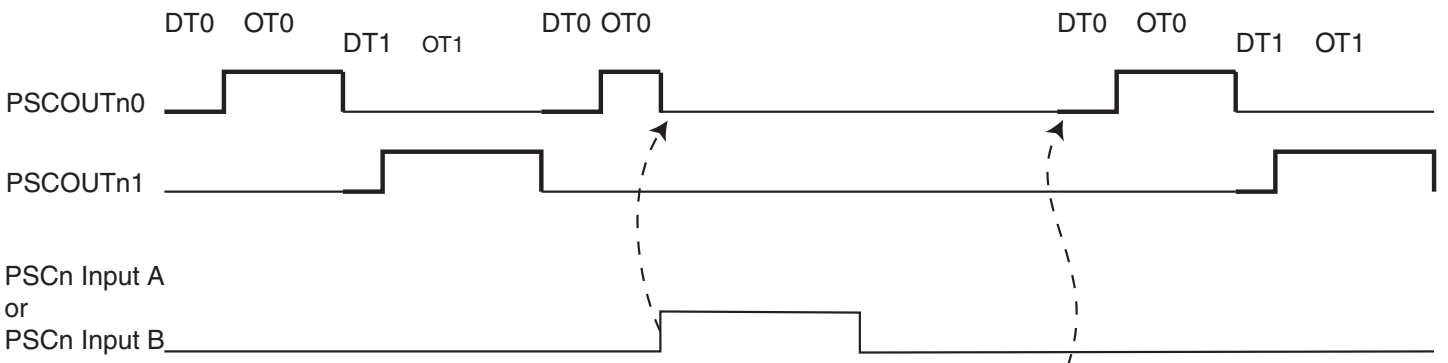 DT0 OT0 DT0 OT0 DT0 OT0
DT1 OT1 DT1 OT1
PSCOUTn0
PSCOUTn1
PSCn Input A
or
PSCn Input B